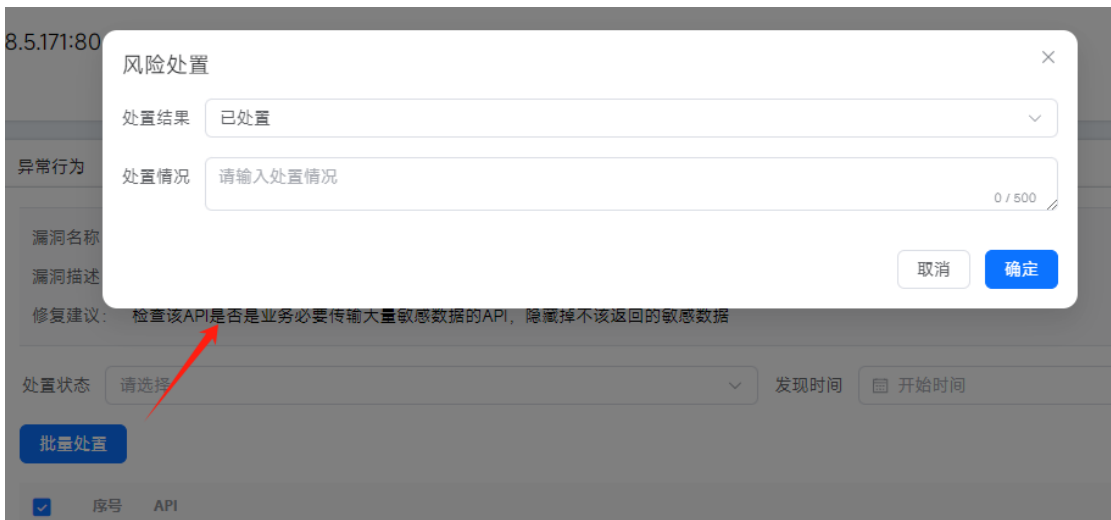 8.5.171:80
风险处置
处置结果 已处置
异常行为
处置情况 请输入处置情况
0 / 500
漏洞名称
漏洞描述
取消 确定
修复建议: 检查该API是否是业务必要传输大量敏感数据的API，隐藏掉不该返回的敏感数据
处置状态 请选择 发现时间 开始时间
批量处置
序号 API